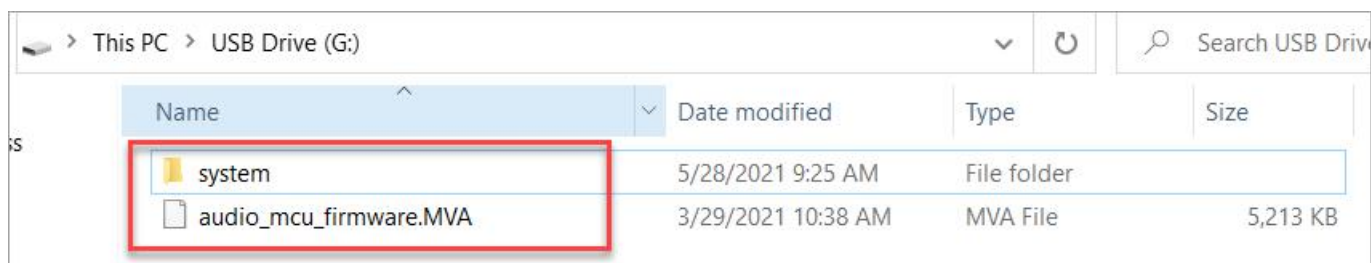 > This PC > USB Drive (G:) Search USB Driv
Name Date modified Type Size
ss
system 5/28/2021 9:25 AM File folder
audio_mcu_firmware.MVA 3/29/2021 10:38 AM MVA File 5,213 KB